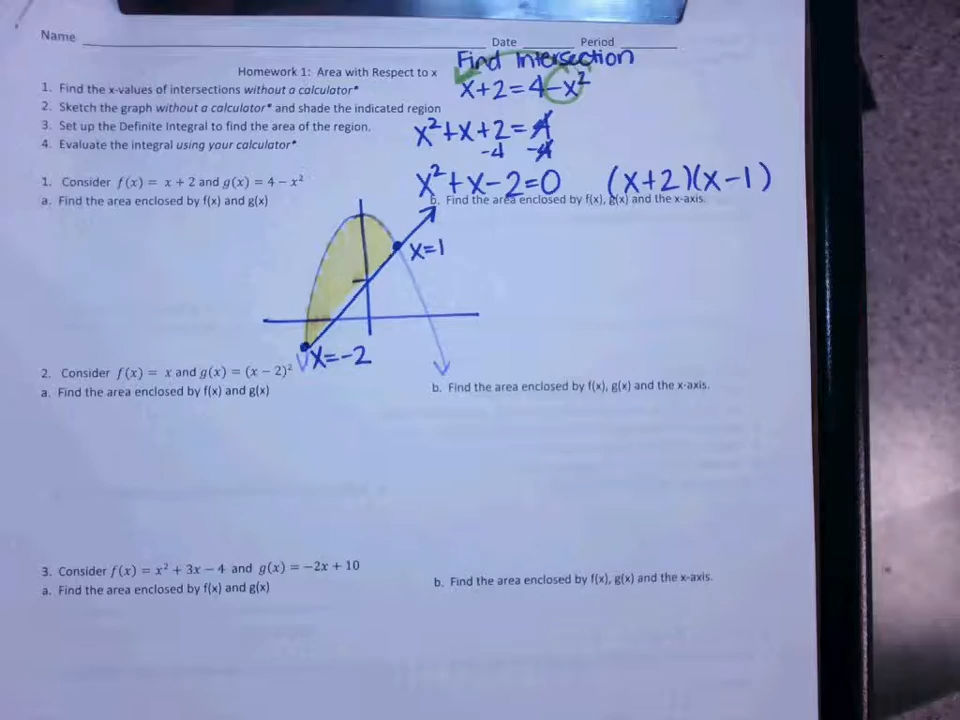 Name Date Period
Find Intersection
Homework 1: Area with Respect to x
x+2=4-x²
1. Find the x-values of intersections without a calculator*
2. Sketch the graph without a calculator* and shade the indicated region
x²+x+2=4
3. Set up the Definite Integral to find the area of the region.
-4 -4
4. Evaluate the integral using your calculator*
x²+x-2=0 (x+2)(x-1)
1. Consider f(x) = x + 2 and g(x) = 4 − x²
a. Find the area enclosed by f(x) and g(x)
b. Find the area enclosed by f(x), g(x) and the x-axis.
x=1
x=-2
2. Consider f(x) = x and g(x) = (x − 2)²
a. Find the area enclosed by f(x) and g(x)
b. Find the area enclosed by f(x), g(x) and the x-axis.
3. Consider f(x) = x² + 3x − 4 and g(x) = −2x + 10
a. Find the area enclosed by f(x) and g(x)
b. Find the area enclosed by f(x), g(x) and the x-axis.